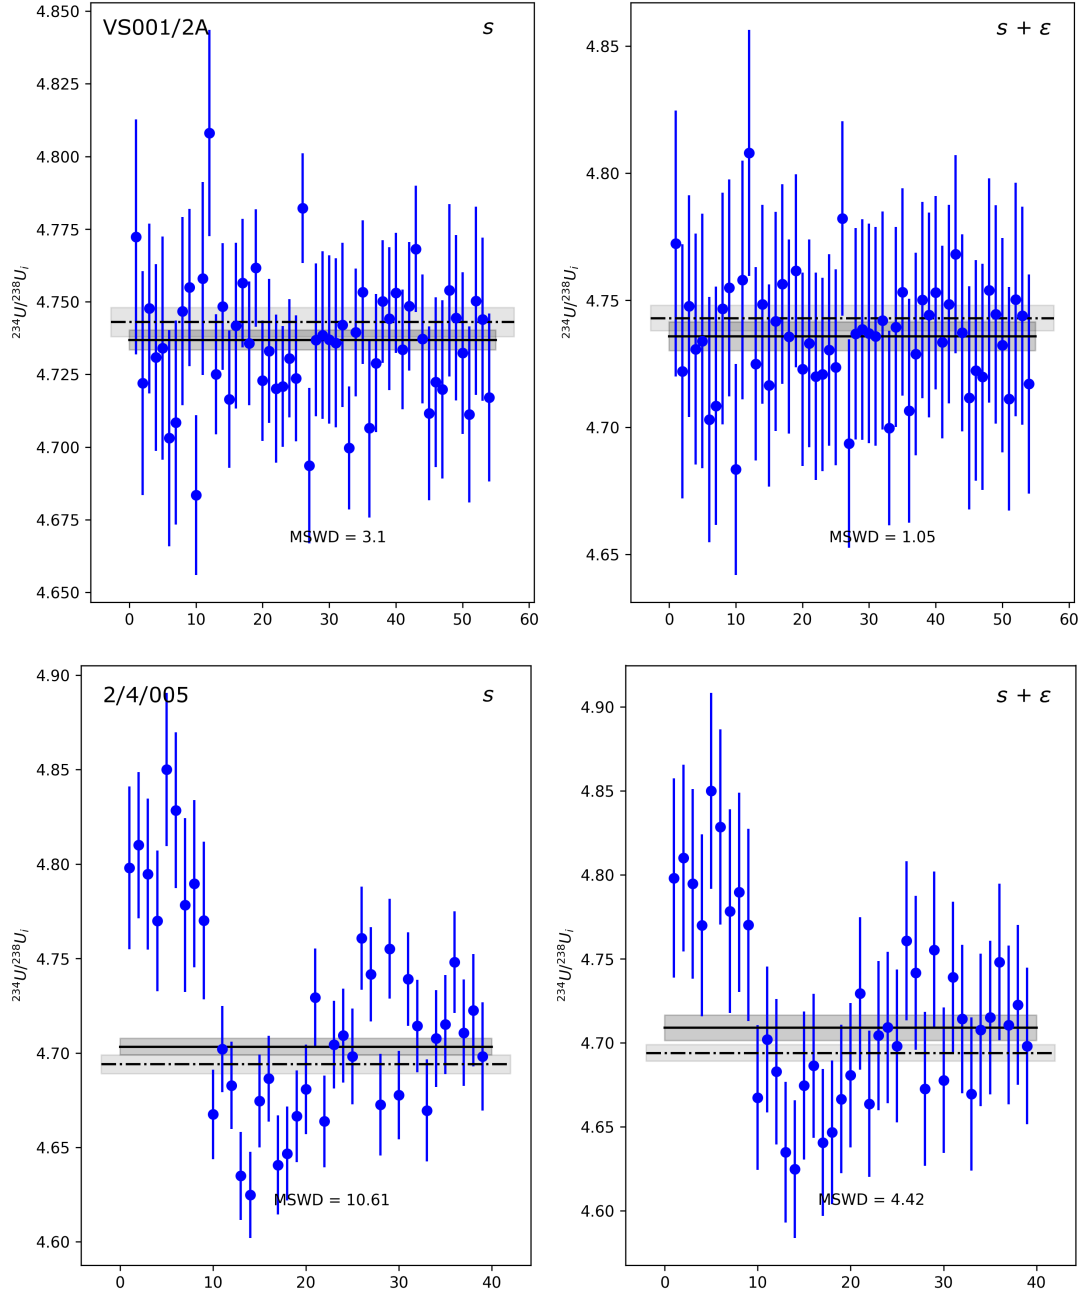 VS001/2A
s
4.850
4.825
4.800
4.775
4.750
4.725
4.700
4.675
4.650
²³⁴U/²³⁸Uᵢ
MSWD = 3.1
0 10 20 30 40 50 60
s + ε
4.85
4.80
4.75
4.70
4.65
²³⁴U/²³⁸Uᵢ
MSWD = 1.05
0 10 20 30 40 50 60
2/4/005
s
4.90
4.85
4.80
4.75
4.70
4.65
4.60
²³⁴U/²³⁸Uᵢ
MSWD = 10.61
0 10 20 30 40
s + ε
4.90
4.85
4.80
4.75
4.70
4.65
4.60
²³⁴U/²³⁸Uᵢ
MSWD = 4.42
0 10 20 30 40